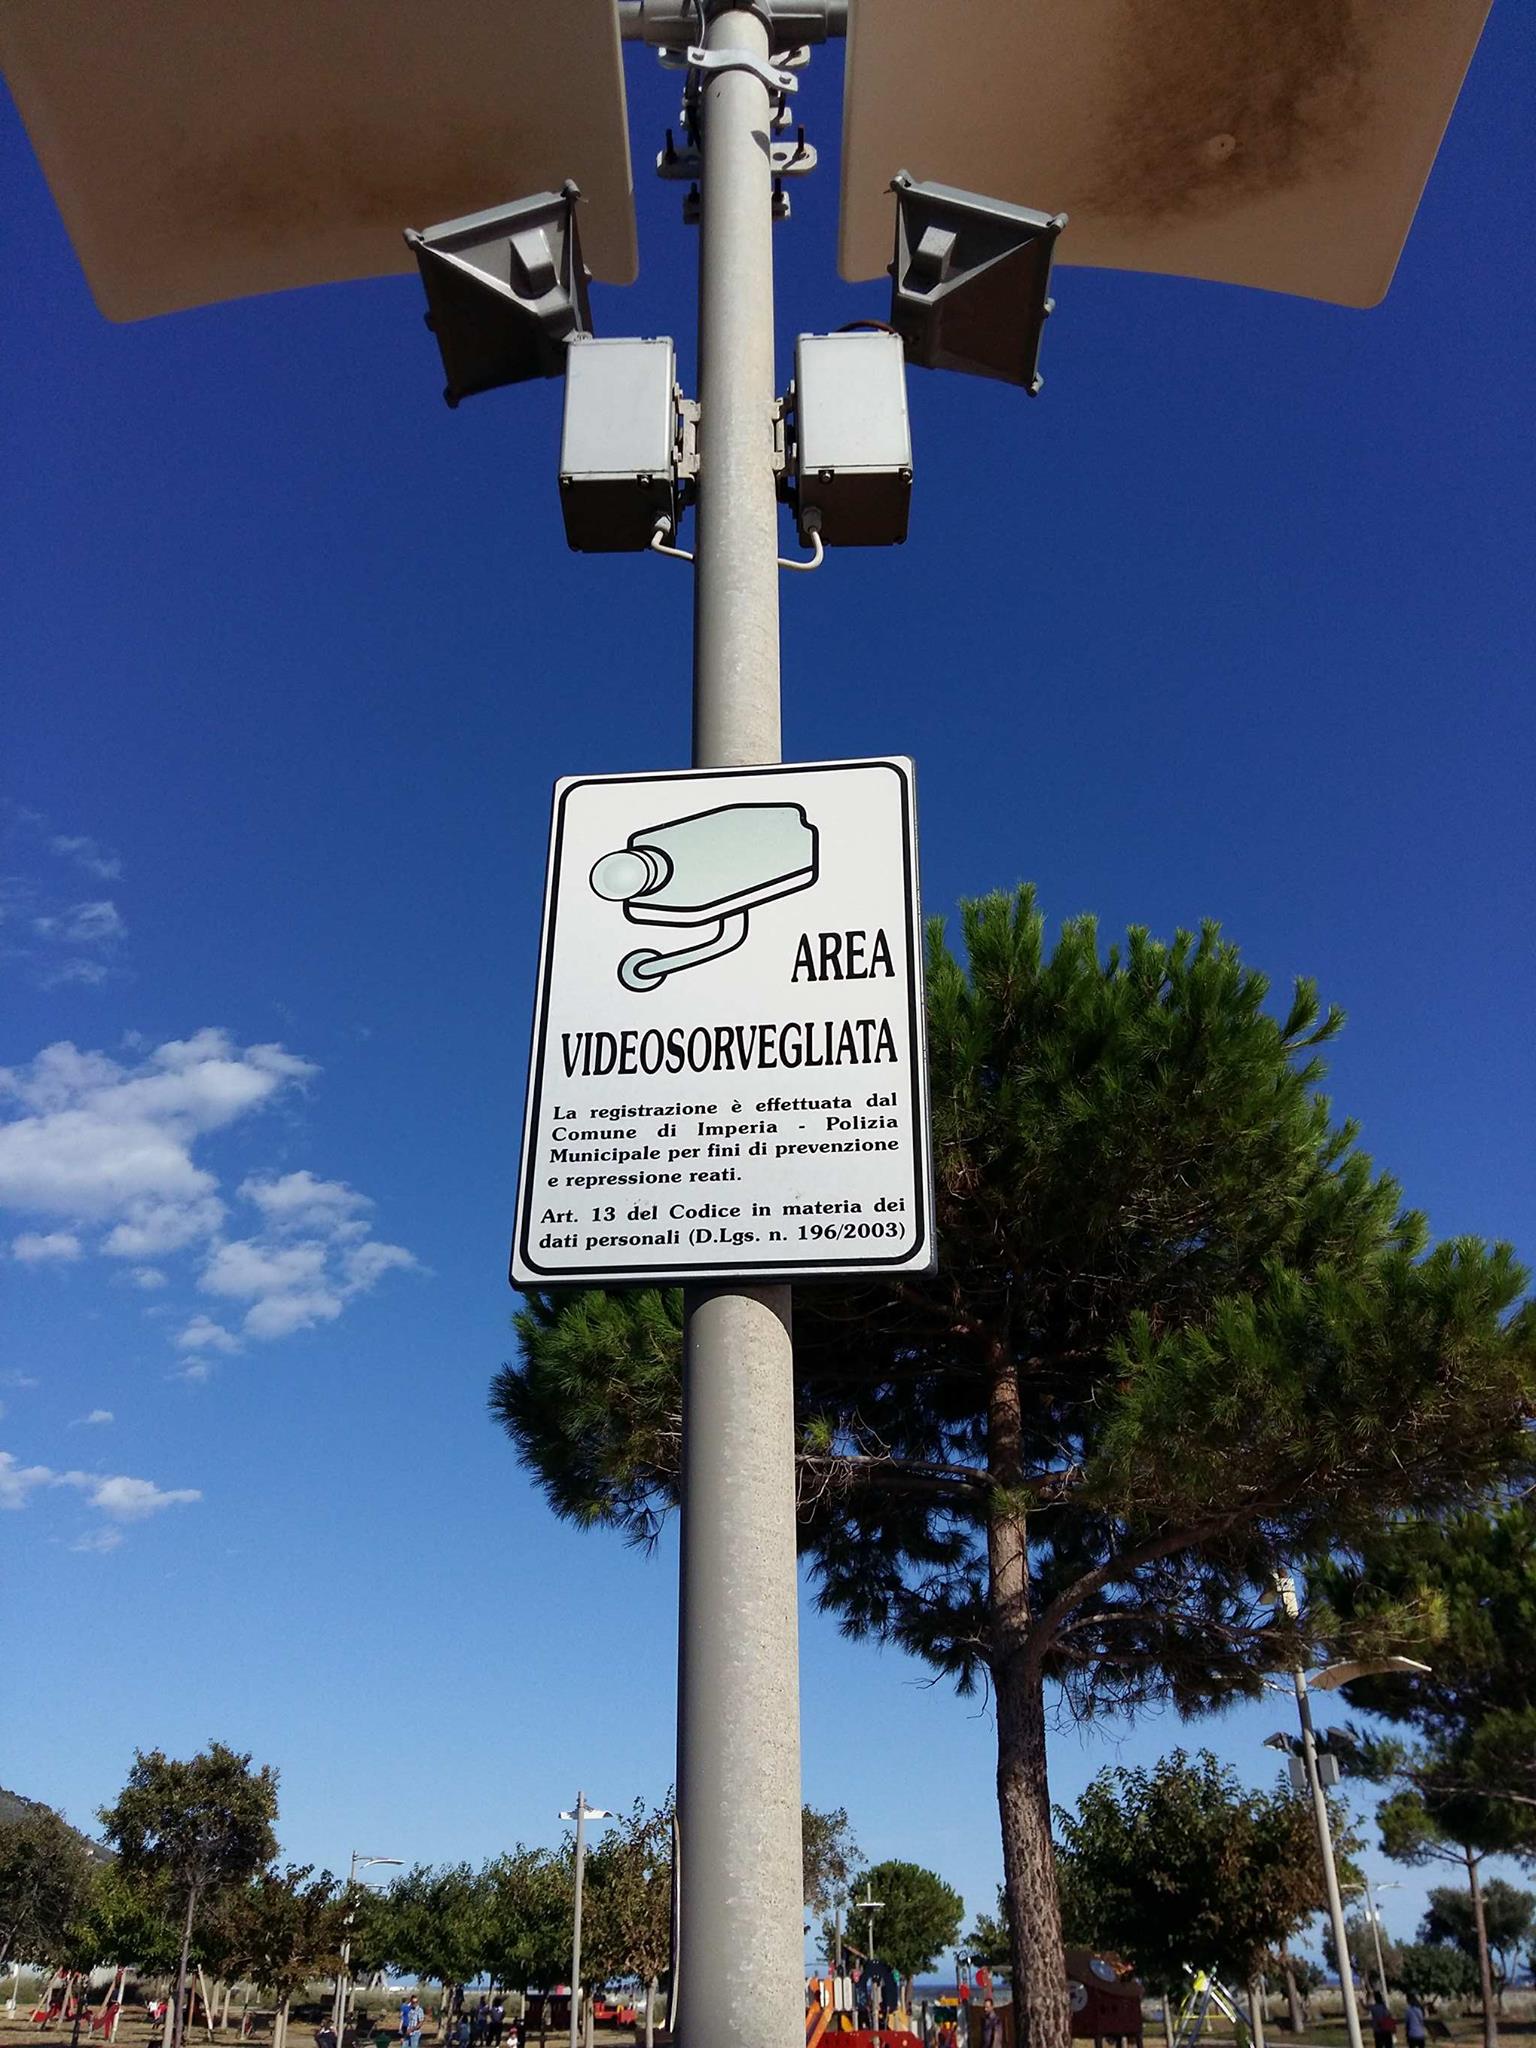 AREA
VIDEOSORVEGLIATA
La registrazione è effettuata dal
Comune di Imperia - Polizia
Municipale per fini di prevenzione
e repressione reati.
Art. 13 del Codice in materia dei
dati personali (D.Lgs. n. 196/2003)